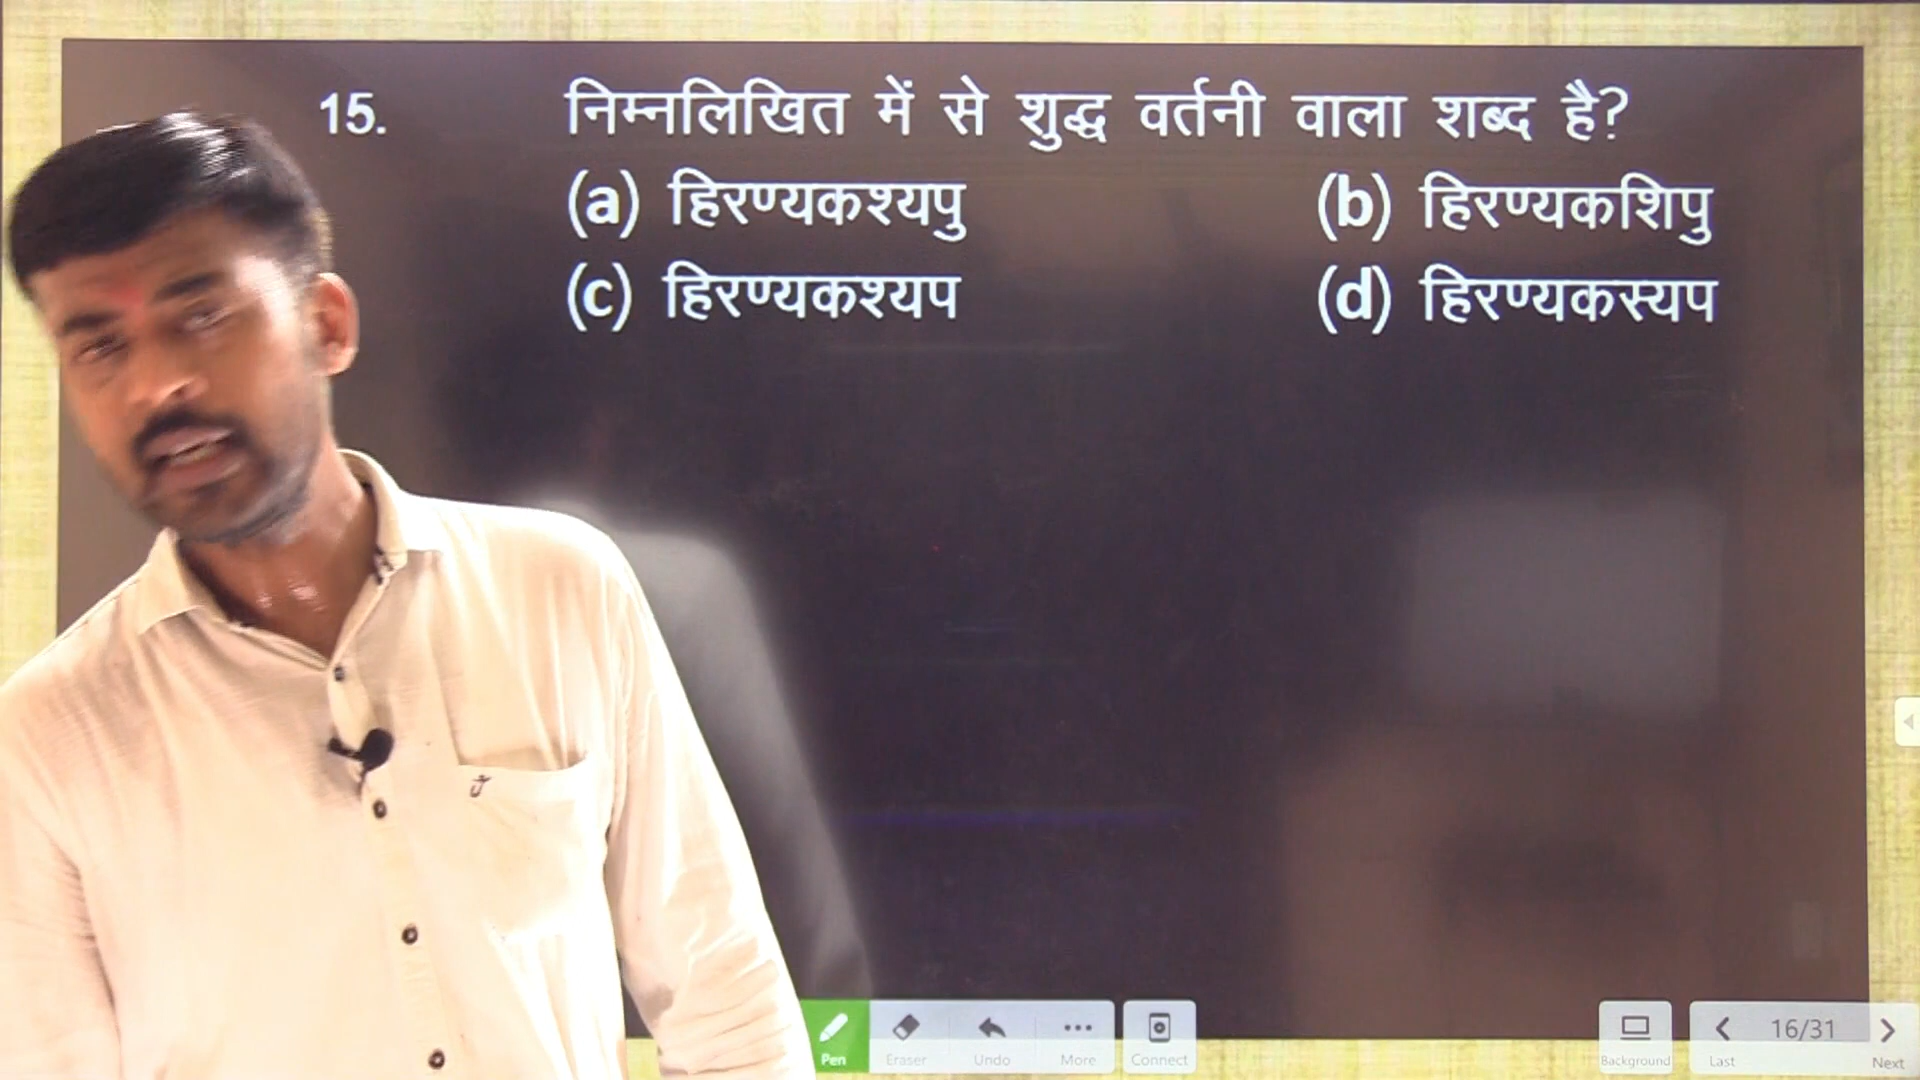 15. निम्नलिखित में से शुद्ध वर्तनी वाला शब्द है?
(a) हिरण्यकश्यपु (b) हिरण्यकशिपु
(c) हिरण्यकश्यप (d) हिरण्यकस्यप
Pen Eraser Undo More Connect Background Last 16/31 Next